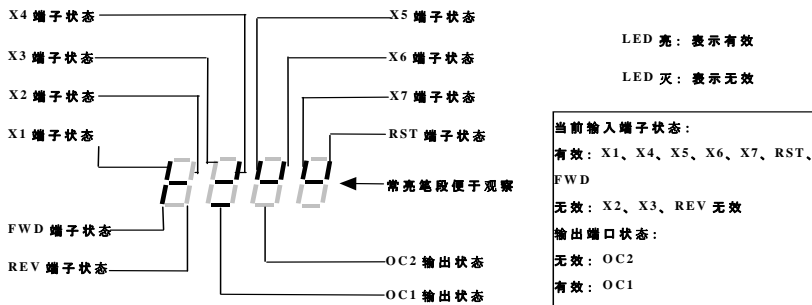 X4 端子状态
X3 端子状态
X2 端子状态
X1 端子状态
FWD 端子状态
REV 端子状态
X5 端子状态
X6 端子状态
X7 端子状态
RST 端子状态
常亮笔段便于观察
OC2 输出状态
OC1 输出状态
LED 亮：表示有效
LED 灭：表示无效
当前输入端子状态：
有效：X1、X4、X5、X6、X7、RST、
FWD
无效：X2、X3、REV 无效
输出端口状态：
无效：OC2
有效：OC1